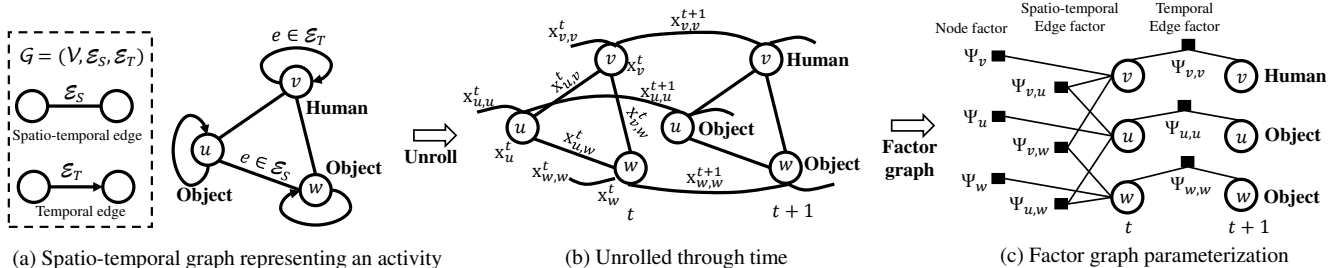 𝒢 = (𝒱, ℰ_S, ℰ_T)
ℰ_S
Spatio-temporal edge
ℰ_T
Temporal edge
e ∈ ℰ_T
v
Human
u
Object
e ∈ ℰ_S
Object
w
(a) Spatio-temporal graph representing an activity
Unroll
x^t_{v,v}
x^{t+1}_{v,v}
v
x^t_v
v
Human
x^t_{u,v}
x^t_{u,u}
x^{t+1}_{u,u}
x^t_{v,w}
u
x^t_u
u
Object
x^t_{u,w}
x^t_{w,w}
w
x^t_w
x^{t+1}_{w,w}
w
Object
t
t + 1
(b) Unrolled through time
Factor
graph
Node factor
Spatio-temporal
Edge factor
Temporal
Edge factor
Ψ_v
Ψ_{v,u}
Ψ_u
Ψ_{v,w}
Ψ_w
Ψ_{u,w}
v
Ψ_{v,v}
v
Human
u
Ψ_{u,u}
u
Object
w
Ψ_{w,w}
w
Object
t
t + 1
(c) Factor graph parameterization